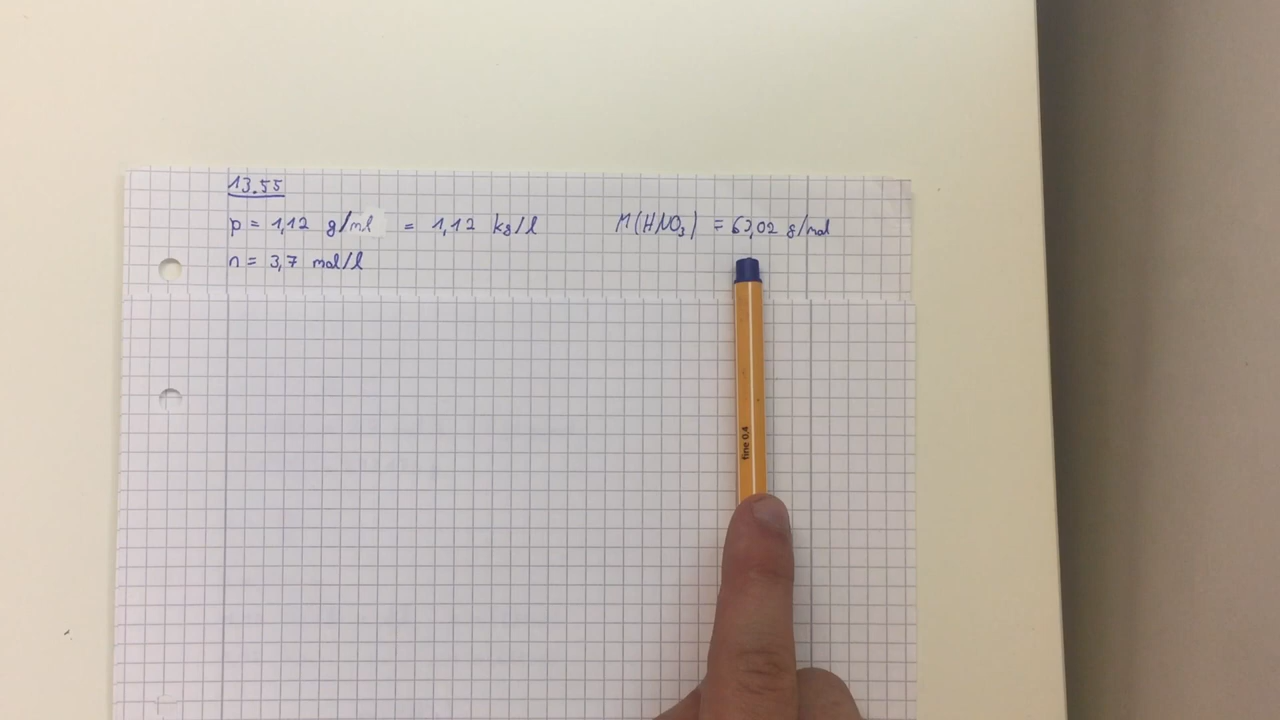 13.55
ρ = 1,12 g/ml = 1,12 kg/l M(HNO₃) = 63,02 g/mol
n = 3,7 mol/l
fine 0,4